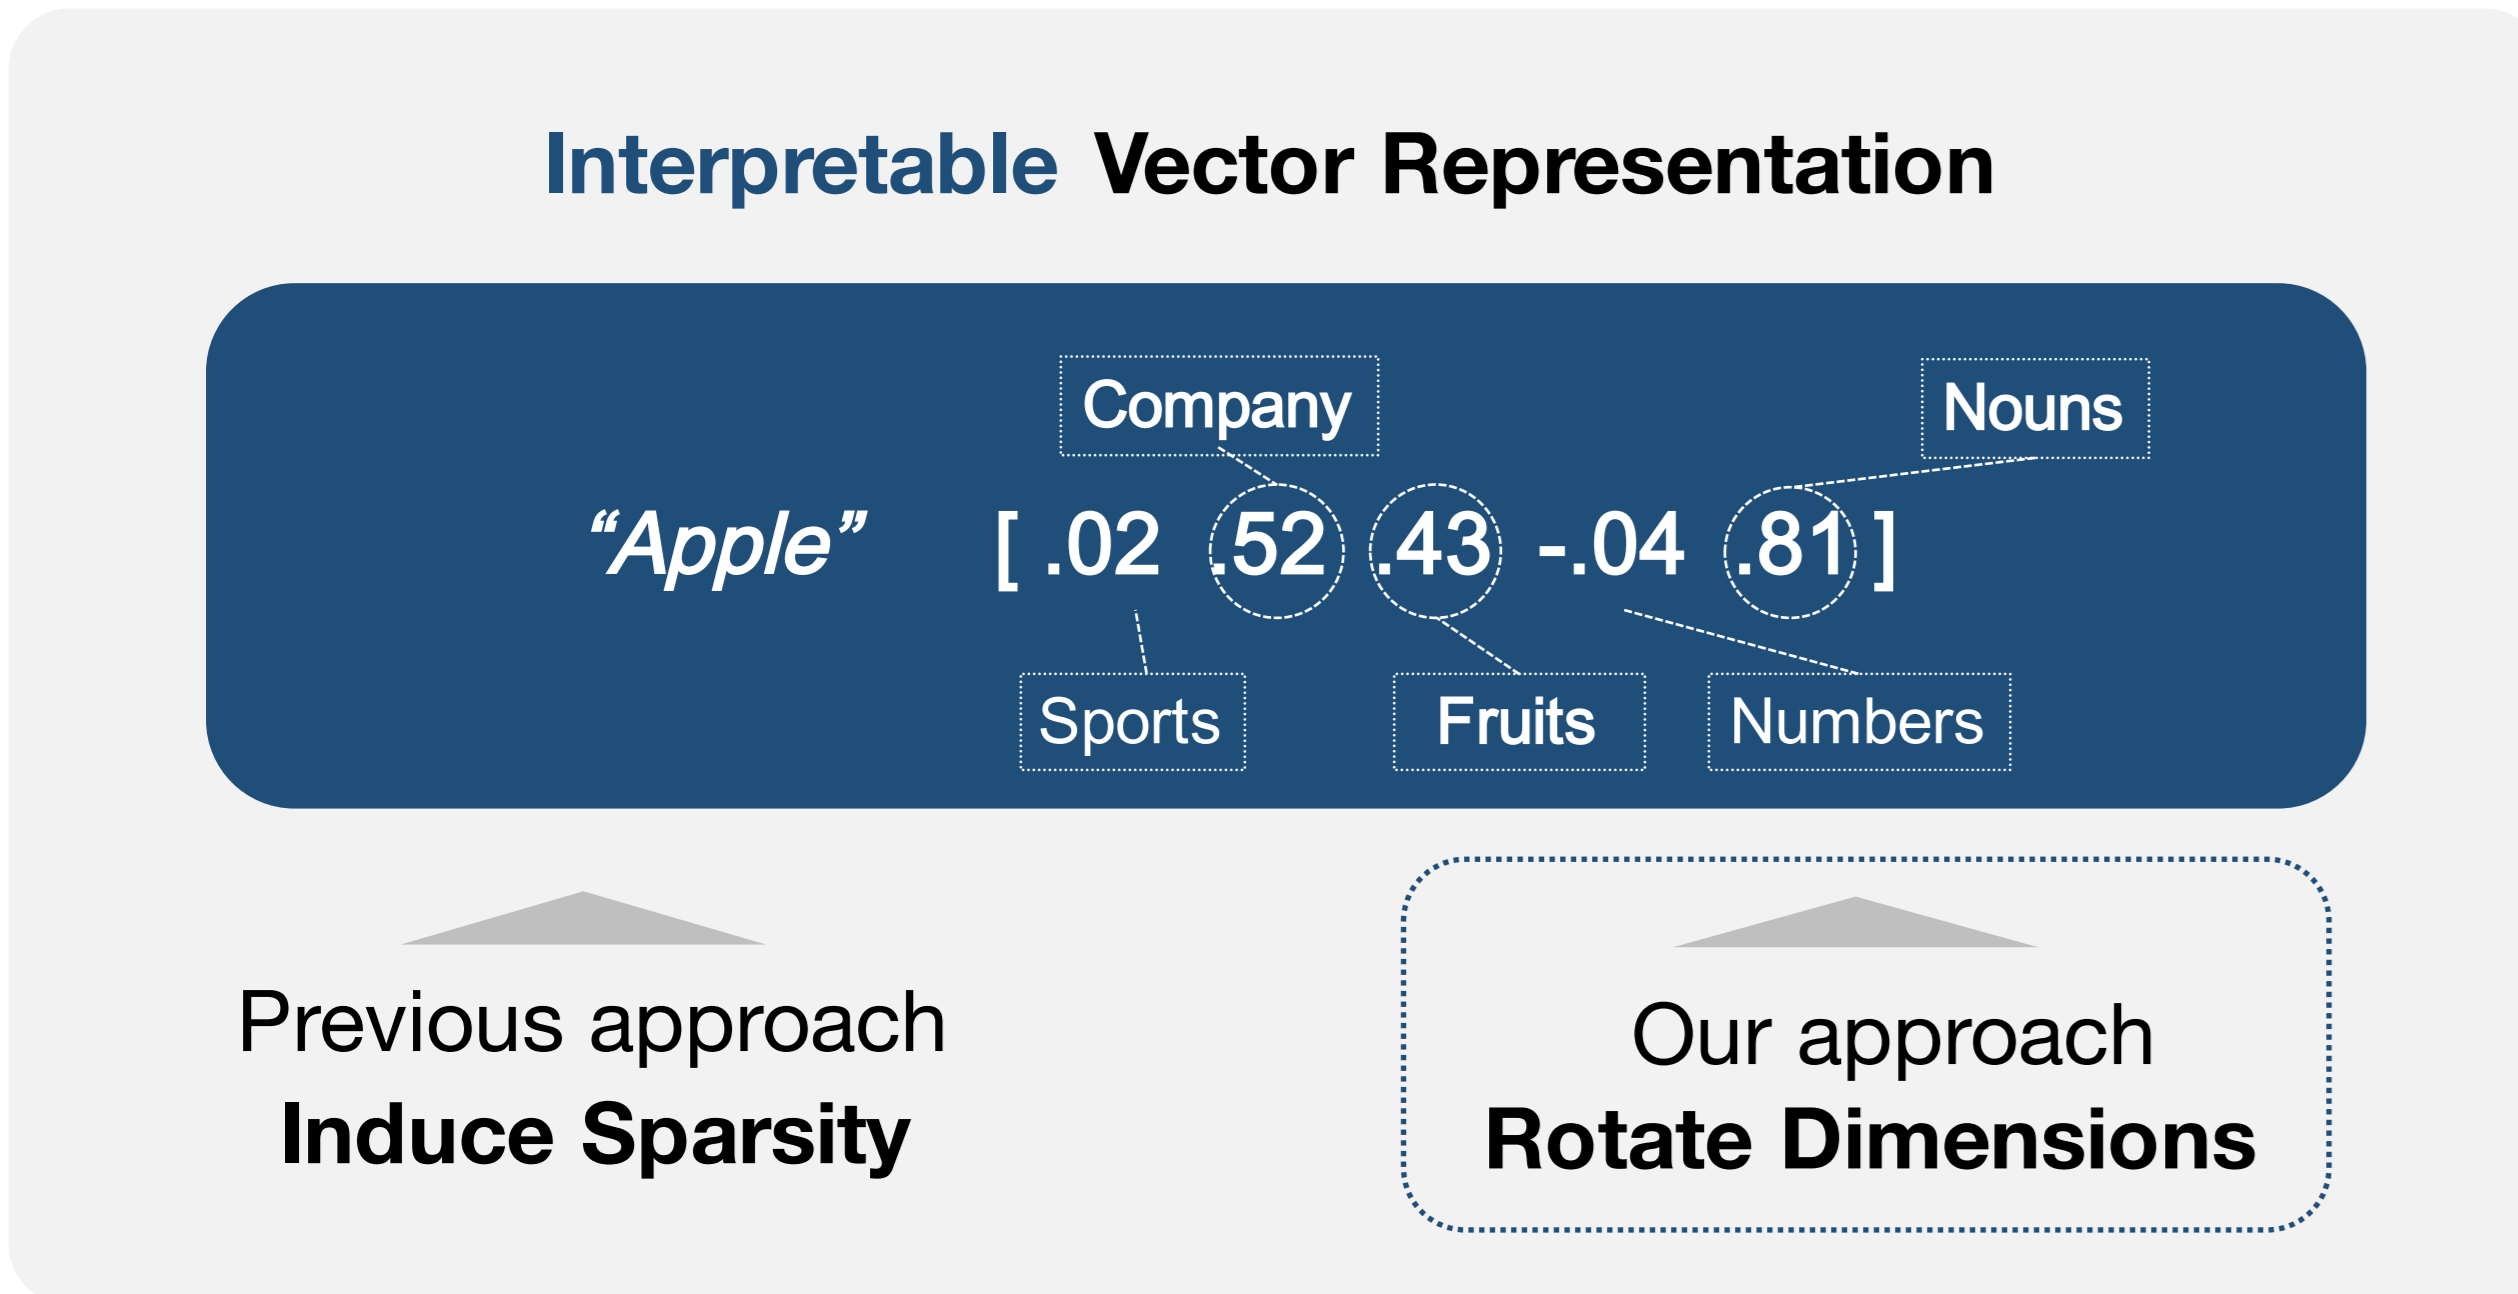 Interpretable Vector Representation
Company
Nouns
“Apple” [ .02 .52 .43 -.04 .81 ]
Sports
Fruits
Numbers
Previous approach
Induce Sparsity
Our approach
Rotate Dimensions